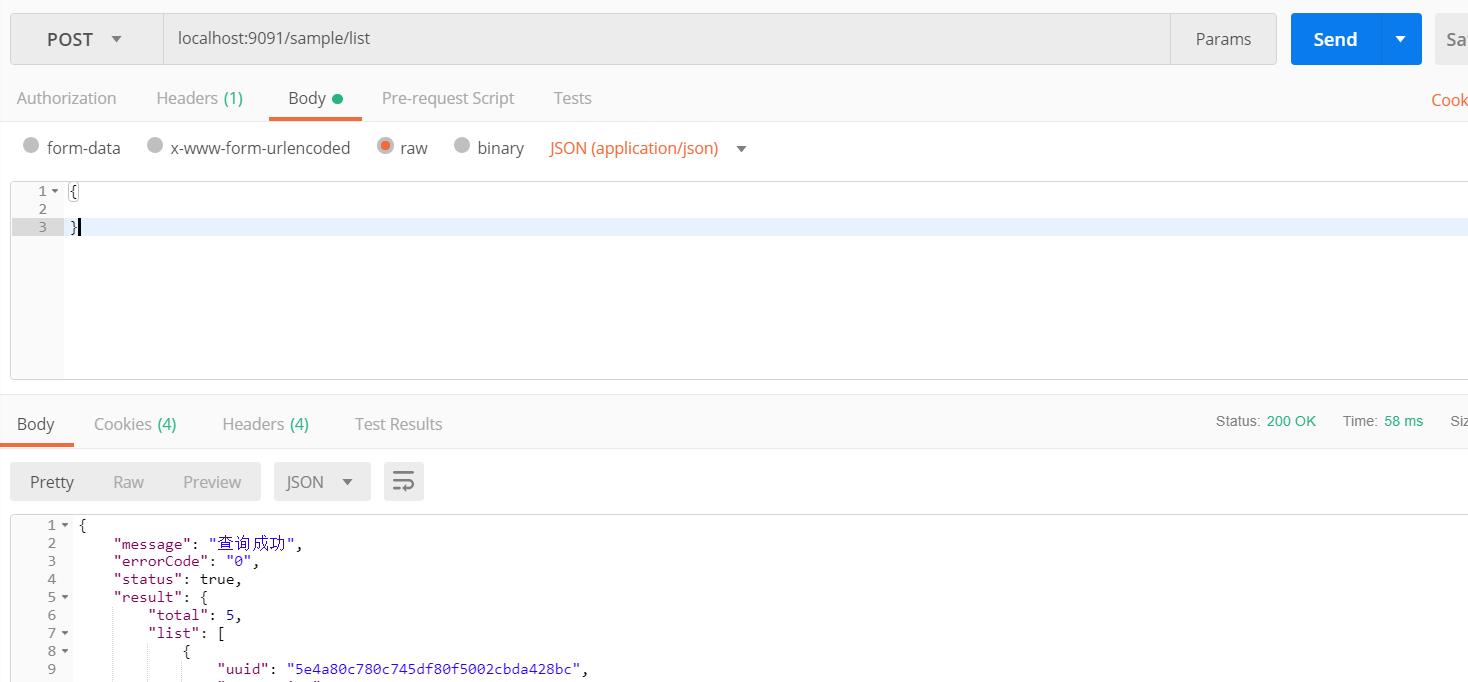 POST localhost:9091/sample/list Params Send Sa
Authorization Headers (1) Body Pre-request Script Tests Cook
form-data x-www-form-urlencoded raw binary JSON (application/json)
1 {
2
3 }
Body Cookies (4) Headers (4) Test Results Status: 200 OK Time: 58 ms Siz
Pretty Raw Preview JSON
1 {
2 "message": "查询成功",
3 "errorCode": "0",
4 "status": true,
5 "result": {
6 "total": 5,
7 "list": [
8 {
9 "uuid": "5e4a80c780c745df80f5002cbda428bc",